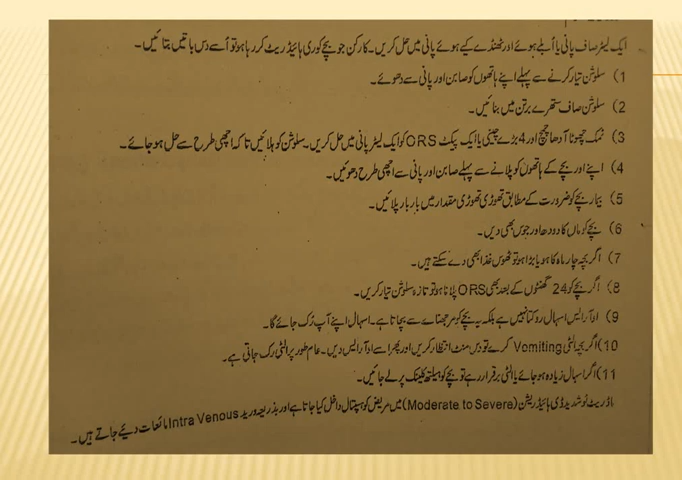 ایک لیٹر صاف پانی یا اُبلے ہوئے اور ٹھنڈے کیے ہوئے پانی میں حل کریں۔ کارکن جو بچے کو ری ہائیڈریٹ کر رہا ہو تو اُسے دس باتیں بتائیں۔
1) سلوشن تیار کرنے سے پہلے اپنے ہاتھوں کو صابن اور پانی سے دھوئے۔
2) سلوشن صاف ستھرے برتن میں بنائیں۔
3) نمک چھوٹا آدھا چمچ اور 4 بڑے چمچ چینی یا ایک پیکٹ ORS کو ایک لیٹر پانی میں حل کریں۔ سلوشن کو ہلائیں تاکہ اچھی طرح سے حل ہو جائے۔
4) اپنے اور بچے کے ہاتھوں کو پلانے سے پہلے صابن اور پانی سے اچھی طرح دھوئیں۔
5) بیمار بچے کو ضرورت کے مطابق تھوڑی تھوڑی مقدار میں بار بار پلائیں۔
6) بچے کو ماں کا دودھ اور جوس بھی دیں۔
7) اگر بچہ چار ماہ کا ہو یا بڑا ہو تو ٹھوس غذا بھی دے سکتے ہیں۔
8) اگر بچے کو 24 گھنٹوں کے بعد بھی ORS پلانا ہو تو تازہ سلوشن تیار کریں۔
9) او آر ایس اسہال روکتا نہیں ہے بلکہ یہ بچے کو مرجھانے سے بچاتا ہے۔ اسہال اپنے آپ رُک جائے گا۔
10) اگر بچہ الٹی Vomiting کرے تو دس منٹ انتظار کریں اور پھر اسے او آر ایس دیں۔ عام طور پر الٹی رک جاتی ہے۔
11) اگر اسہال زیادہ ہو جائے یا الٹی برقرار رہے تو بچے کو ہیلتھ کلینک پر لے جائیں۔
ماڈریٹ ٹو شدید ڈی ہائیڈریشن (Moderate to Severe) میں مریض کو ہسپتال داخل کیا جاتا ہے اور بذریعہ ورید Intra Venous مائعات دیئے جاتے ہیں۔